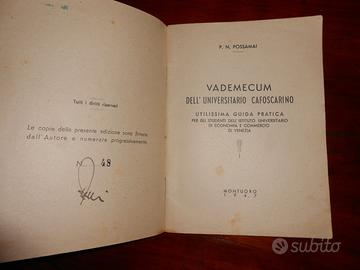 Tutti i diritti riservati
Le copie della presente edizione sono firmate
dall'Autore e numerate progressivamente.
N. 48
P. N. POSSAMAI
VADEMECUM
DELL'UNIVERSITARIO CAFOSCARINO
UTILISSIMA GUIDA PRATICA
PER GLI STUDENTI DELL'ISTITUTO UNIVERSITARIO
DI ECONOMIA E COMMERCIO
DI VENEZIA
MONTUORO
1947
subito